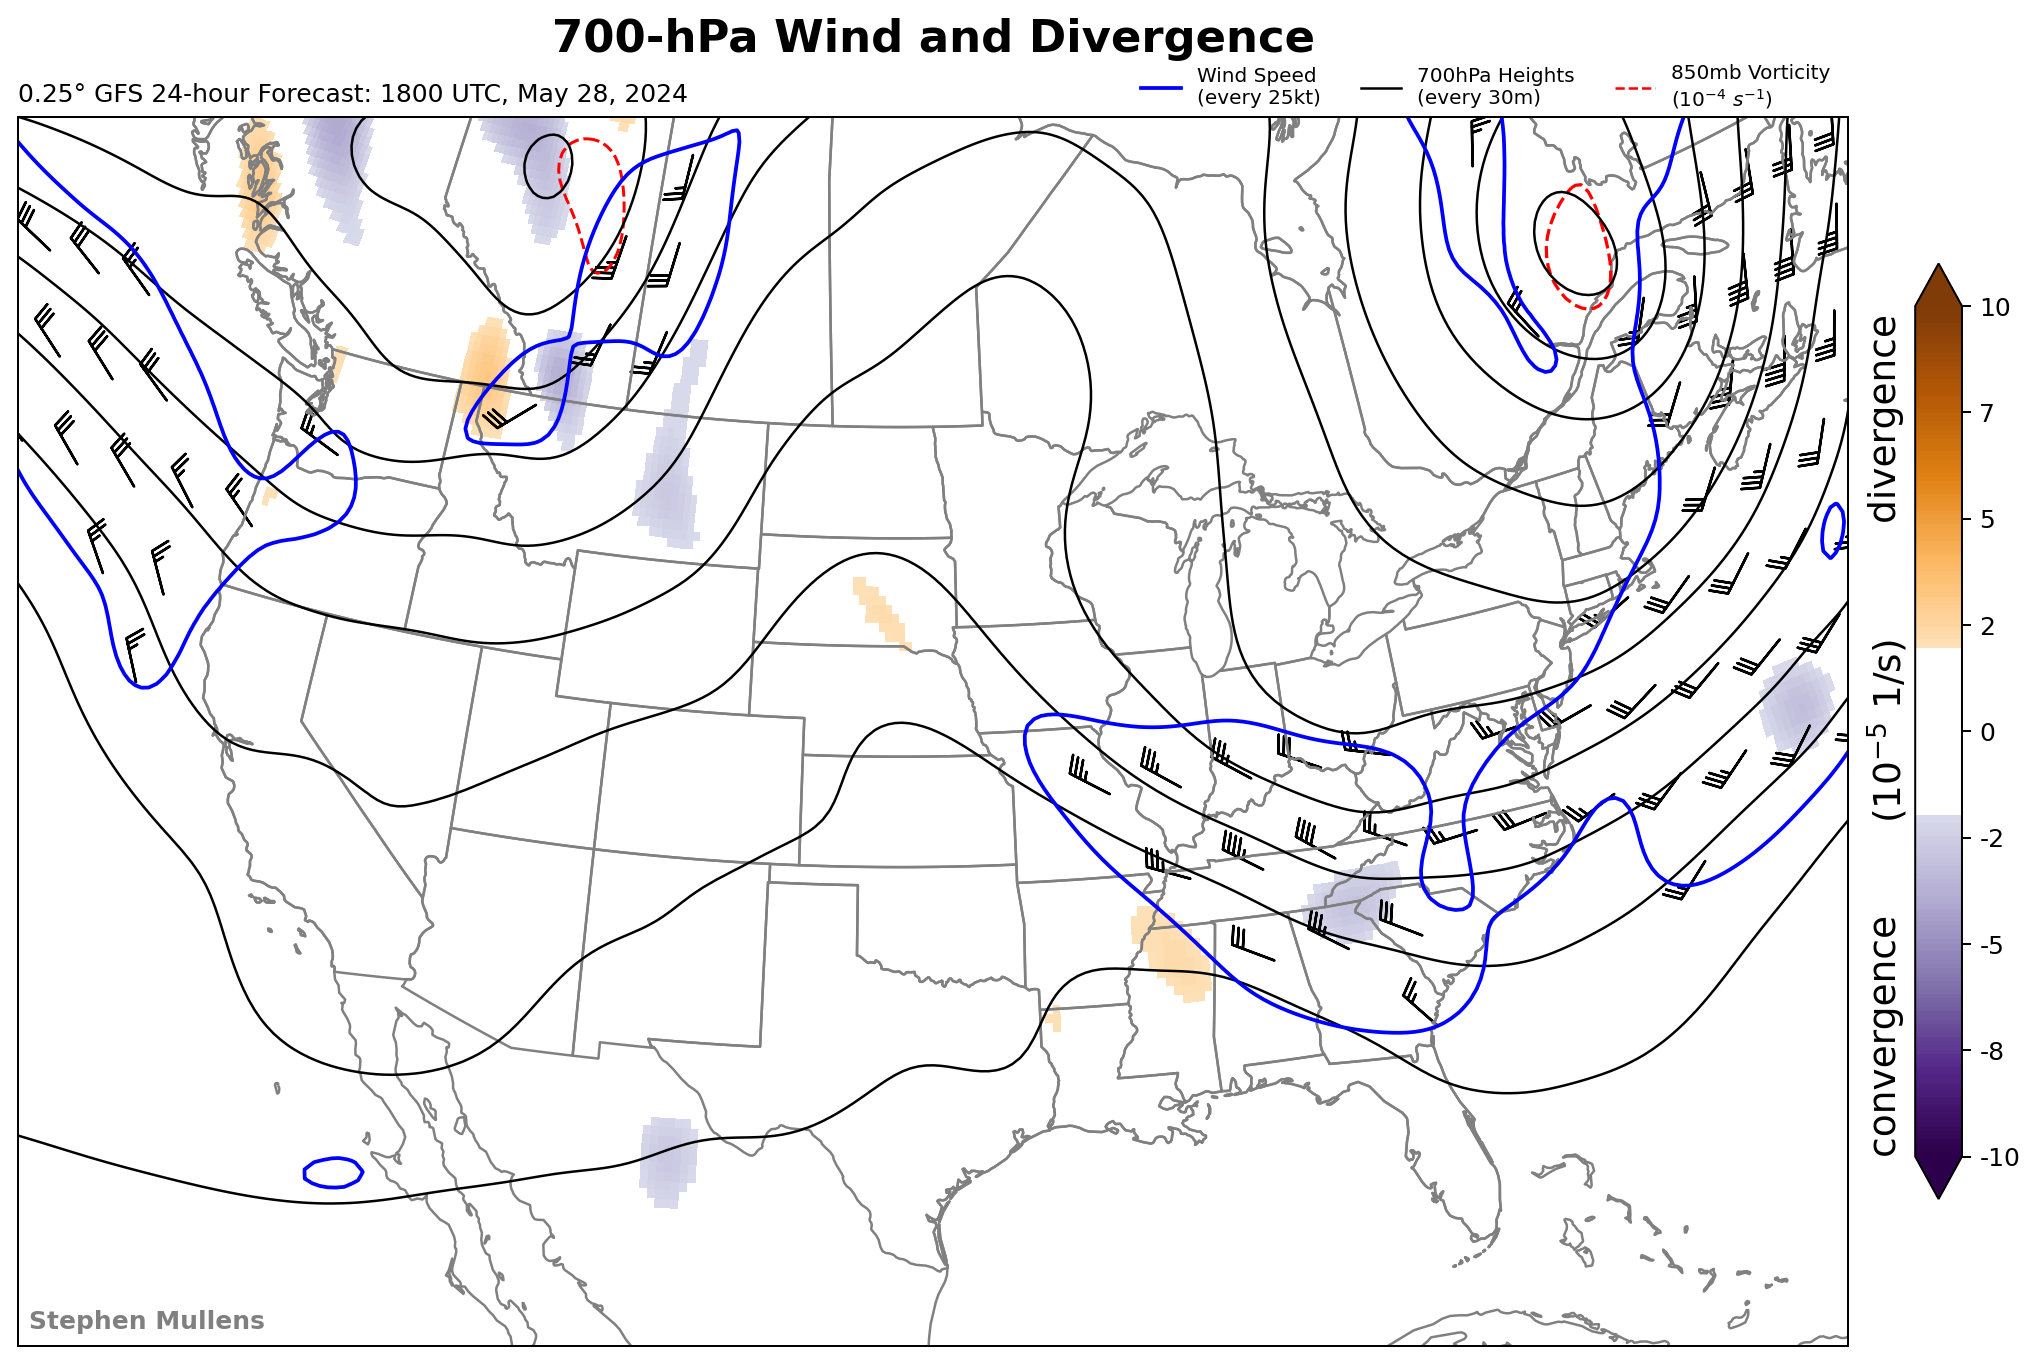 700-hPa Wind and Divergence
0.25° GFS 24-hour Forecast: 1800 UTC, May 28, 2024
Wind Speed
(every 25kt)
700hPa Heights
(every 30m)
850mb Vorticity
(10⁻⁴ s⁻¹)
10
7
5
2
0
-2
-5
-8
-10
convergence (10⁻⁵ 1/s) divergence
Stephen Mullens